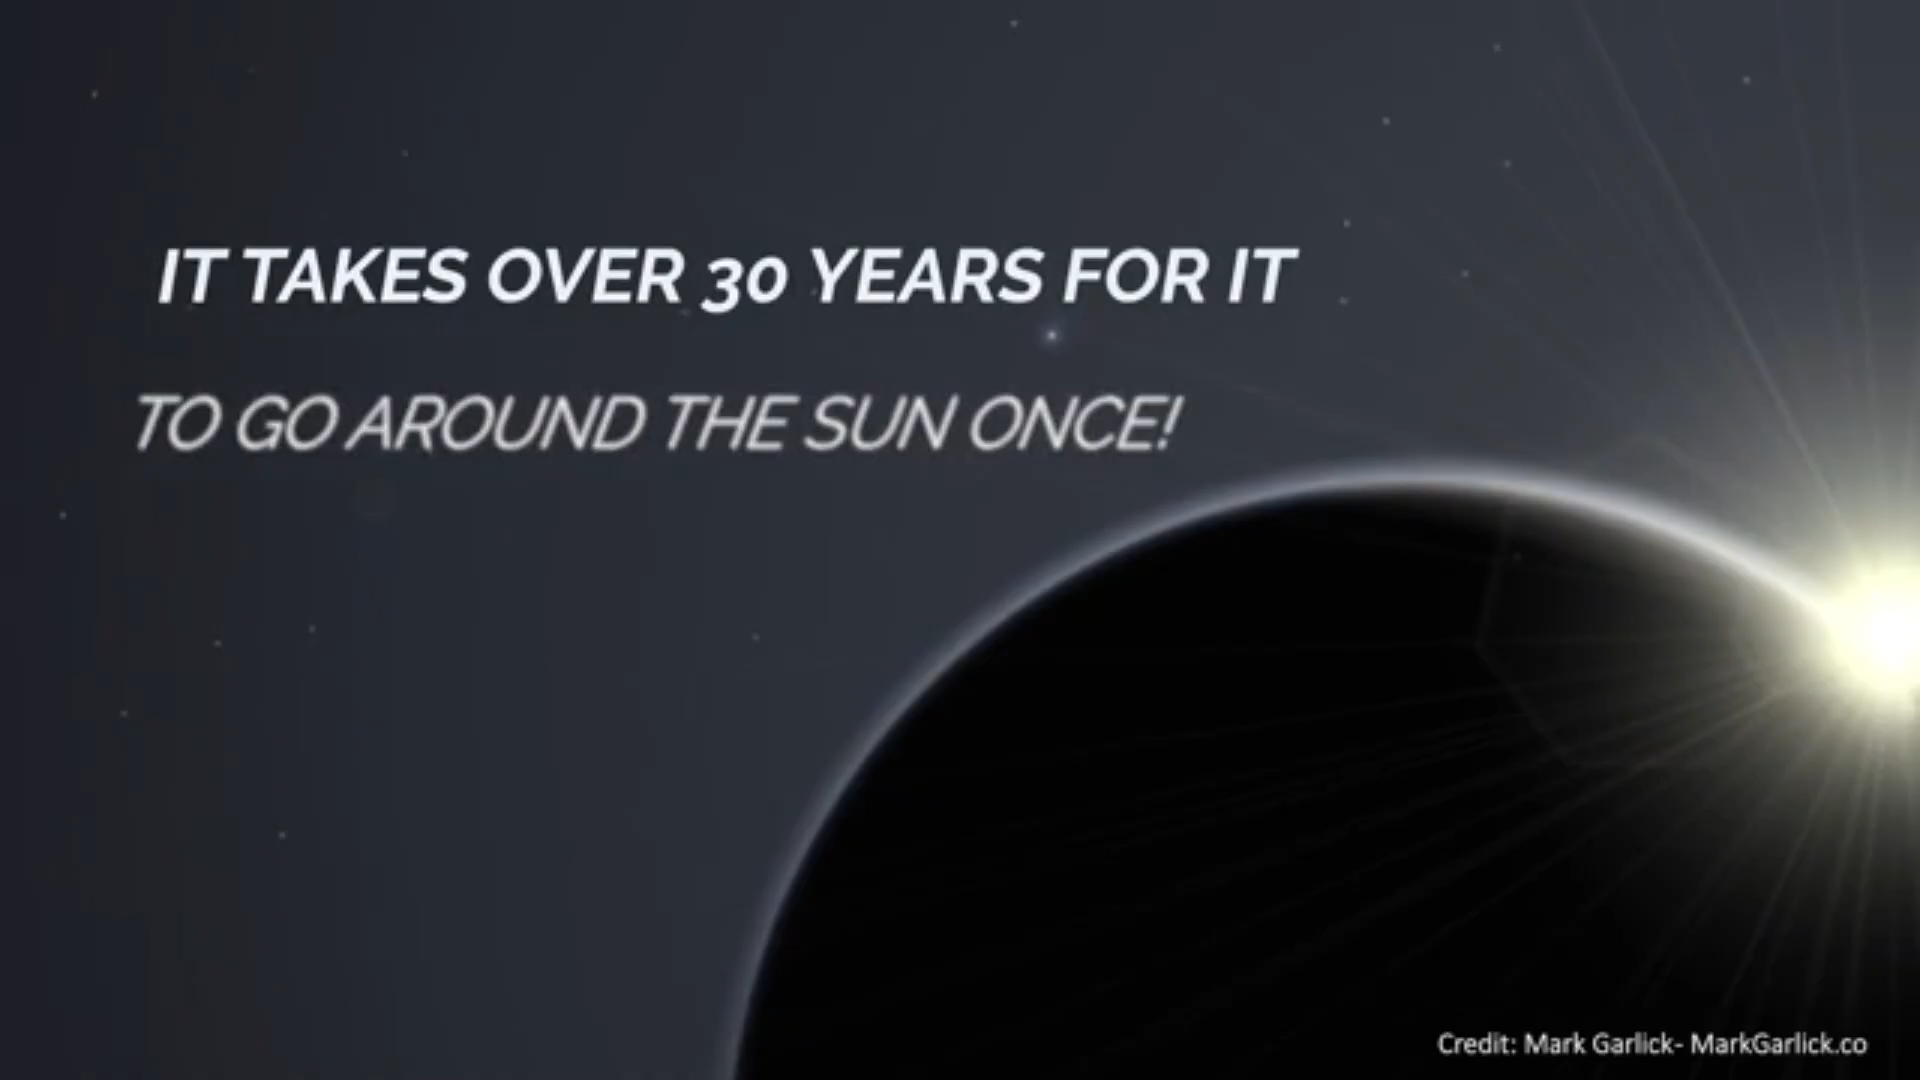 IT TAKES OVER 30 YEARS FOR IT
TO GO AROUND THE SUN ONCE!
Credit: Mark Garlick- MarkGarlick.co